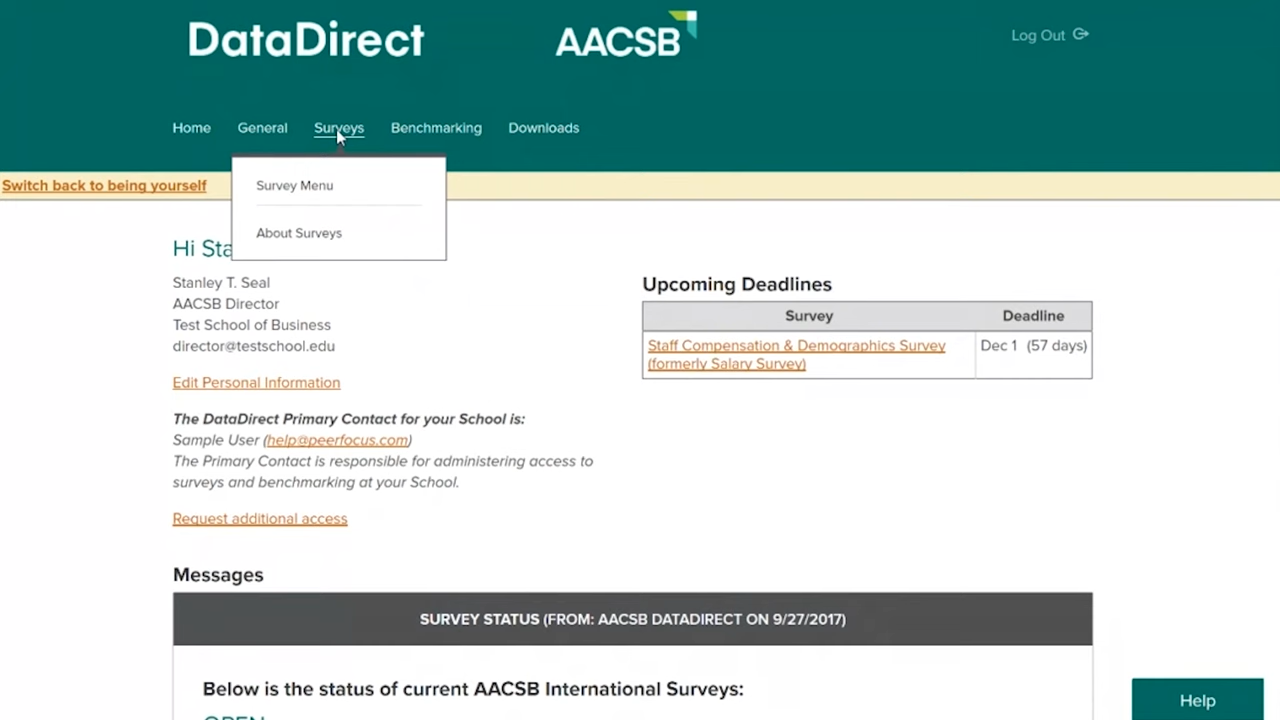 DataDirect
AACSB
Log Out
Home General Surveys Benchmarking Downloads
Survey Menu
About Surveys
Switch back to being yourself
Hi
Stanley T. Seal
AACSB Director
Test School of Business
director@testschool.edu
Edit Personal Information
The DataDirect Primary Contact for your School is:
Sample User (help@peerfocus.com)
The Primary Contact is responsible for administering access to
surveys and benchmarking at your School.
Request additional access
Upcoming Deadlines
Survey Deadline
Staff Compensation & Demographics Survey Dec 1 (57 days)
(formerly Salary Survey)
Messages
SURVEY STATUS (FROM: AACSB DATADIRECT ON 9/27/2017)
Below is the status of current AACSB International Surveys:
OPEN
Help